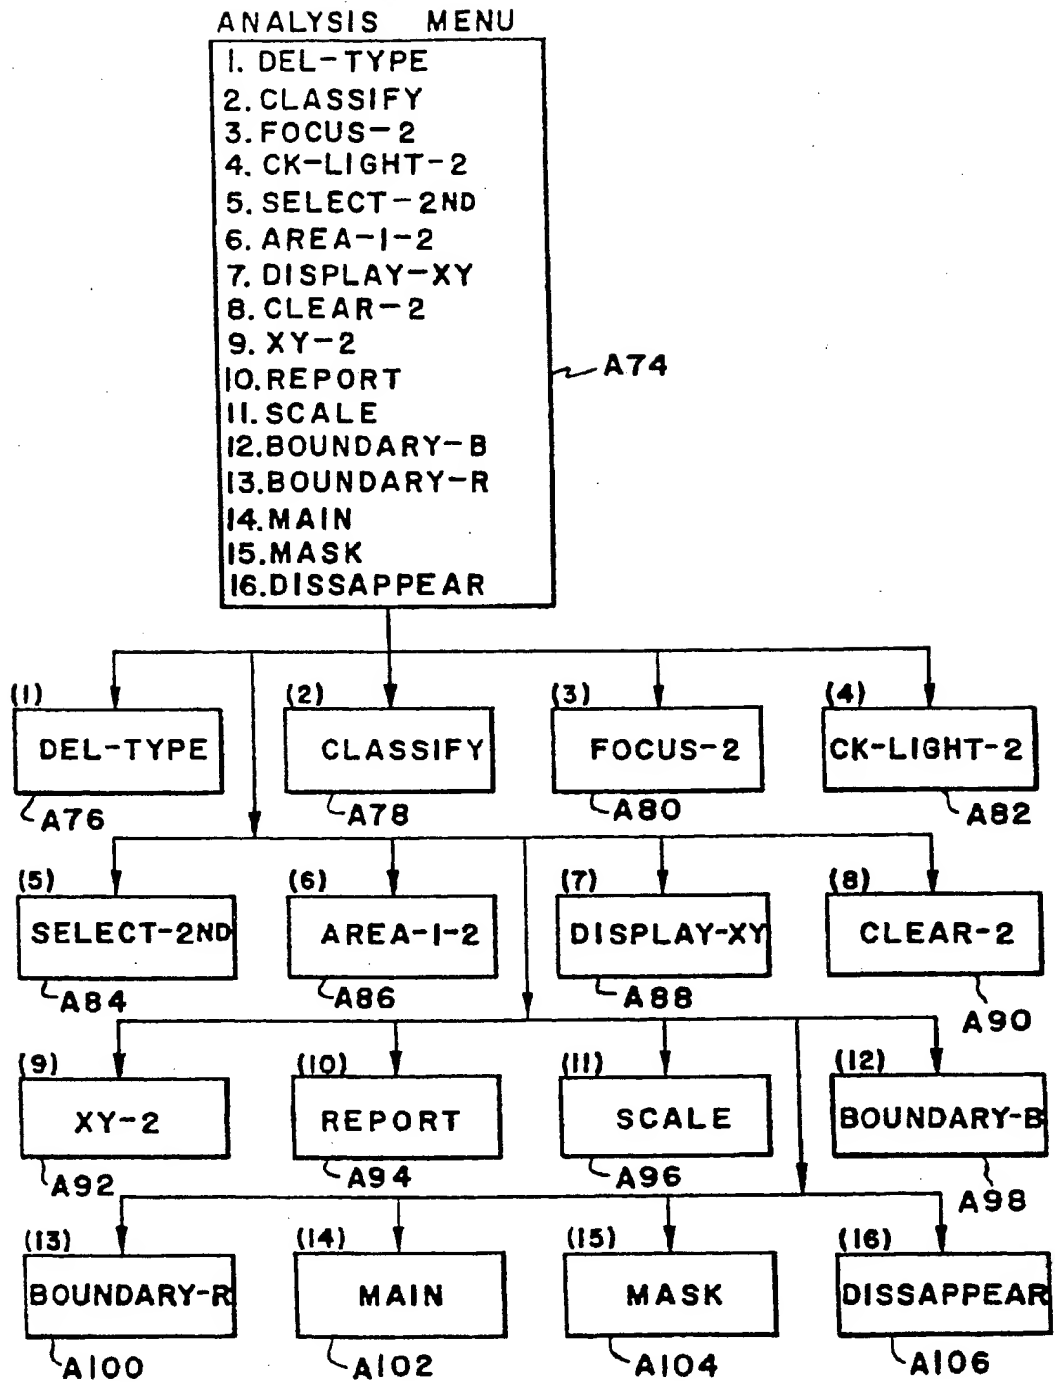 ANALYSIS MENU
1. DEL-TYPE
2. CLASSIFY
3. FOCUS-2
4. CK-LIGHT-2
5. SELECT-2ND
6. AREA-1-2
7. DISPLAY-XY
8. CLEAR-2
9. XY-2
10. REPORT
11. SCALE
12. BOUNDARY-B
13. BOUNDARY-R
14. MAIN
15. MASK
16. DISSAPPEAR
A74
(1) (2) (3) (4)
DEL-TYPE CLASSIFY FOCUS-2 CK-LIGHT-2
A76 A78 A80 A82
(5) (6) (7) (8)
SELECT-2ND AREA-1-2 DISPLAY-XY CLEAR-2
A84 A86 A88 A90
(9) (10) (11) (12)
XY-2 REPORT SCALE BOUNDARY-B
A92 A94 A96 A98
(13) (14) (15) (16)
BOUNDARY-R MAIN MASK DISSAPPEAR
A100 A102 A104 A106